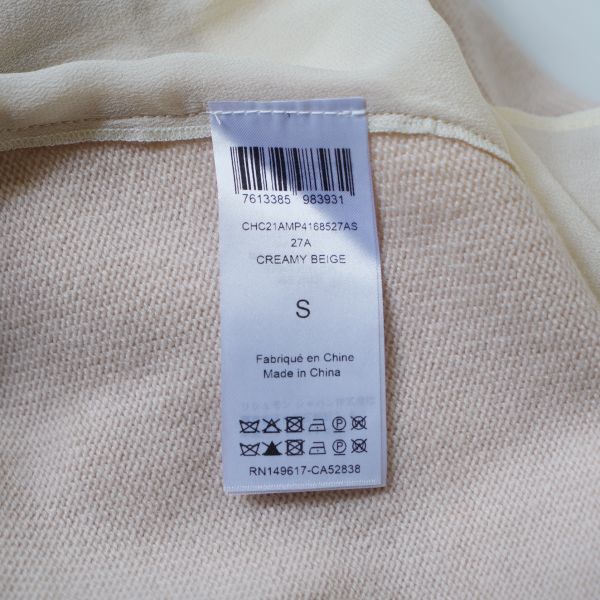 7613385 983931
CHC21AMP4168527AS
27A
CREAMY BEIGE
S
Fabriqué en Chine
Made in China
RN149617-CA52838